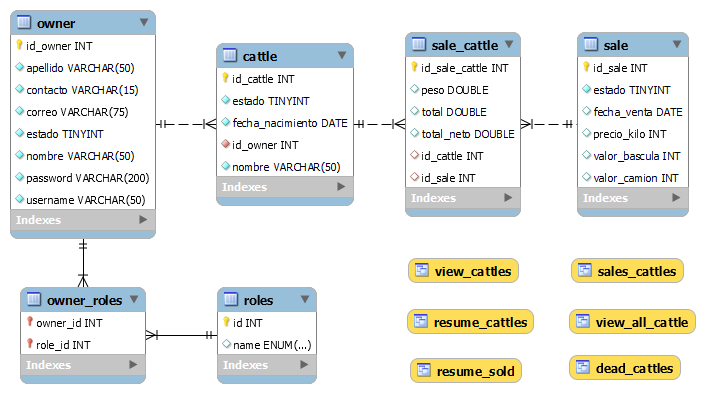 owner
id_owner INT
apellido VARCHAR(50)
contacto VARCHAR(15)
correo VARCHAR(75)
estado TINYINT
nombre VARCHAR(50)
password VARCHAR(200)
username VARCHAR(50)
Indexes
cattle
id_cattle INT
estado TINYINT
fecha_nacimiento DATE
id_owner INT
nombre VARCHAR(50)
Indexes
sale_cattle
id_sale_cattle INT
peso DOUBLE
total DOUBLE
total_neto DOUBLE
id_cattle INT
id_sale INT
Indexes
sale
id_sale INT
estado TINYINT
fecha_venta DATE
precio_kilo INT
valor_bascula INT
valor_camion INT
Indexes
owner_roles
owner_id INT
role_id INT
Indexes
roles
id INT
name ENUM(...)
Indexes
view_cattles
sales_cattles
resume_cattles
view_all_cattle
resume_sold
dead_cattles